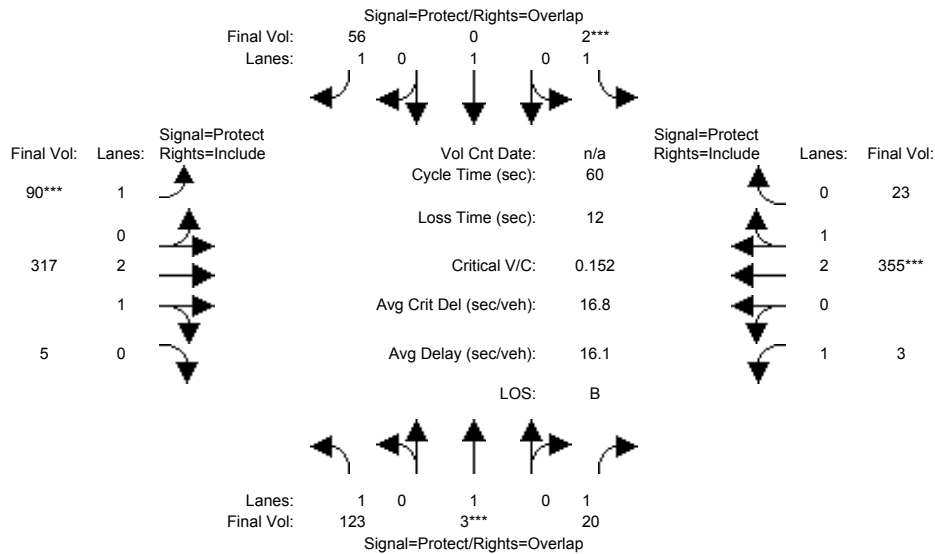 Signal=Protect/Rights=Overlap
Final Vol: 56 0 2***
Lanes: 1 0 1 0 1
Signal=Protect Signal=Protect
Final Vol: Lanes: Rights=Include Vol Cnt Date: n/a Rights=Include Lanes: Final Vol:
Cycle Time (sec): 60
90*** 1 0 23
Loss Time (sec): 12
0 1
317 2 Critical V/C: 0.152 2 355***
1 Avg Crit Del (sec/veh): 16.8 0
5 0 Avg Delay (sec/veh): 16.1 1 3
LOS: B
Lanes: 1 0 1 0 1
Final Vol: 123 3*** 20
Signal=Protect/Rights=Overlap